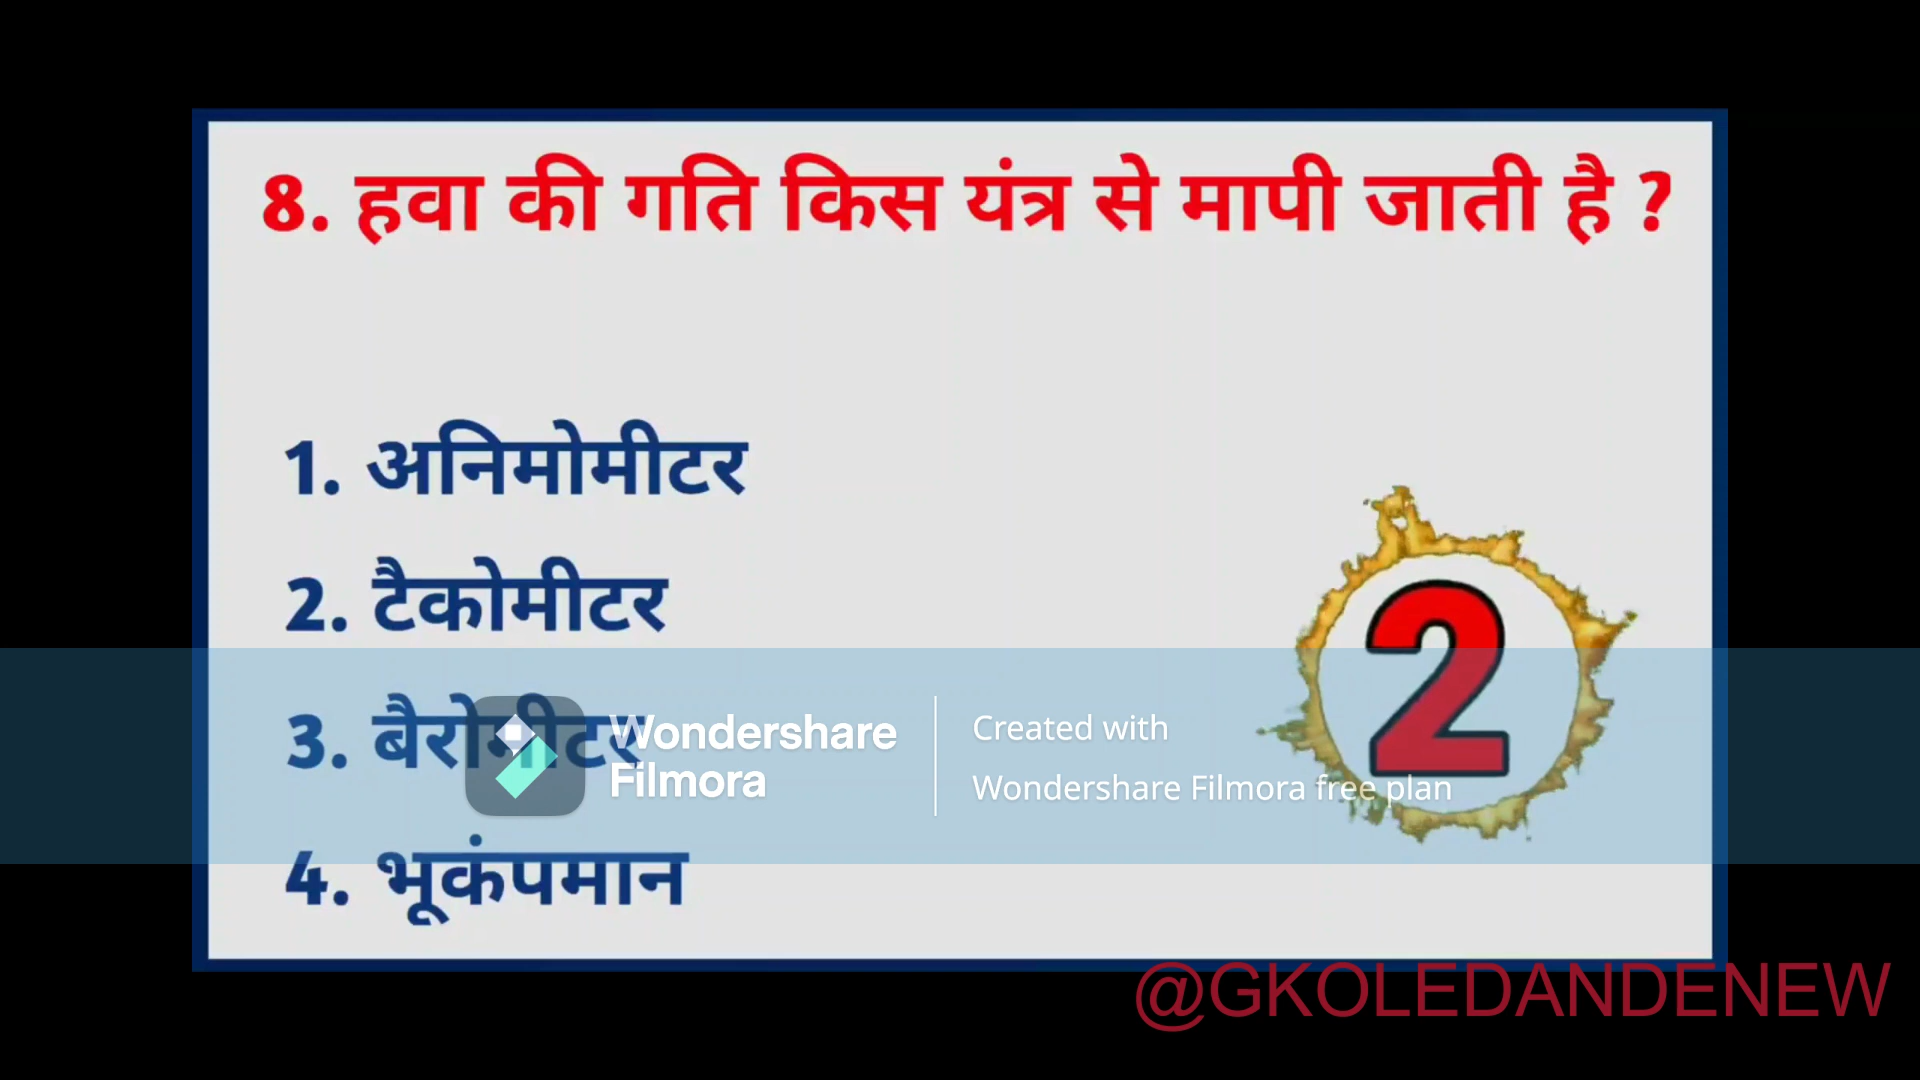 8. हवा की गति किस यंत्र से मापी जाती है ?
1. अनिमोमीटर
2. टैकोमीटर
3. बैरोमीटर
4. भूकंपमान
2
Wondershare
Filmora
Created with
Wondershare Filmora free plan
@GKOLEDANDENEW